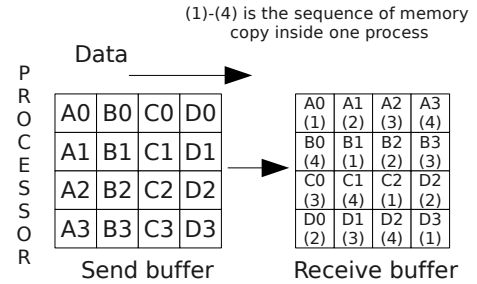 (1)-(4) is the sequence of memory
copy inside one process
Data
PROCESSOR
A0 B0 C0 D0
A1 B1 C1 D1
A2 B2 C2 D2
A3 B3 C3 D3
Send buffer
A0 A1 A2 A3
(1) (2) (3) (4)
B0 B1 B2 B3
(4) (1) (2) (3)
C0 C1 C2 D2
(3) (4) (1) (2)
D0 D1 D2 D3
(2) (3) (4) (1)
Receive buffer